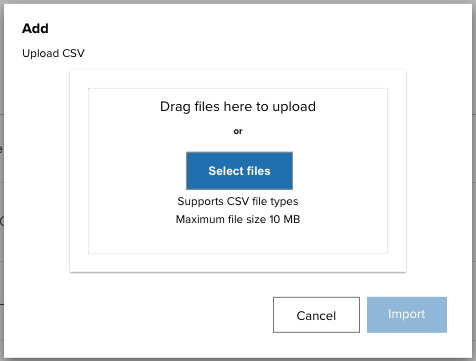 Add
Upload CSV
Drag files here to upload
or
Select files
Supports CSV file types
Maximum file size 10 MB
Cancel
Import